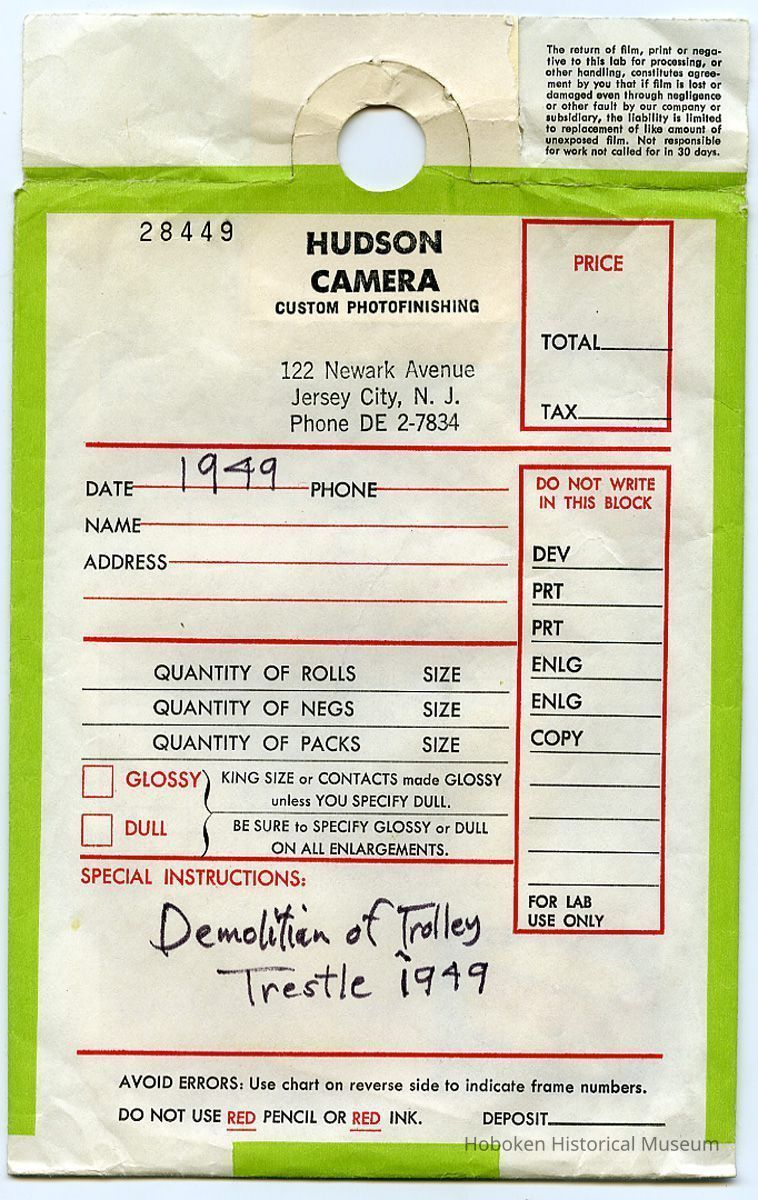 The return of film, print or nega-
tive to this lab for processing, or
other handling, constitutes agree-
ment by you that if film is lost or
damaged even through negligence
or other fault by our company or
subsidiary, the liability is limited
to replacement of like amount of
unexposed film. Not responsible
for work not called for in 30 days.
28449
HUDSON
CAMERA
CUSTOM PHOTOFINISHING
122 Newark Avenue
Jersey City, N. J.
Phone DE 2-7834
PRICE
TOTAL
TAX
DATE 1949 PHONE
NAME
ADDRESS
DO NOT WRITE
IN THIS BLOCK
DEV
PRT
PRT
ENLG
ENLG
COPY
FOR LAB
USE ONLY
QUANTITY OF ROLLS SIZE
QUANTITY OF NEGS SIZE
QUANTITY OF PACKS SIZE
GLOSSY
DULL
KING SIZE or CONTACTS made GLOSSY
unless YOU SPECIFY DULL.
BE SURE to SPECIFY GLOSSY or DULL
ON ALL ENLARGEMENTS.
SPECIAL INSTRUCTIONS:
Demolitian of Trolley
Trestle 1949
AVOID ERRORS: Use chart on reverse side to indicate frame numbers.
DO NOT USE RED PENCIL OR RED INK. DEPOSIT
Hoboken Historical Museum